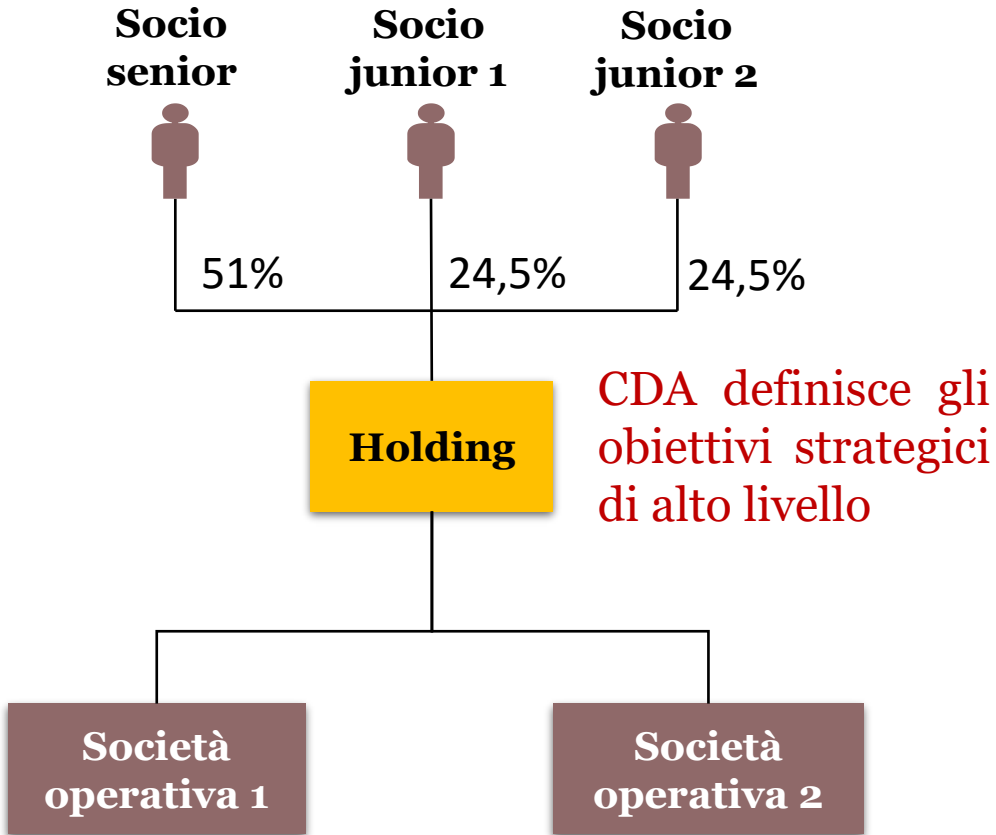 Socio senior
Socio junior 1
Socio junior 2
51%
24,5%
24,5%
Holding
CDA definisce gli
obiettivi strategici
di alto livello
Società
operativa 1
Società
operativa 2